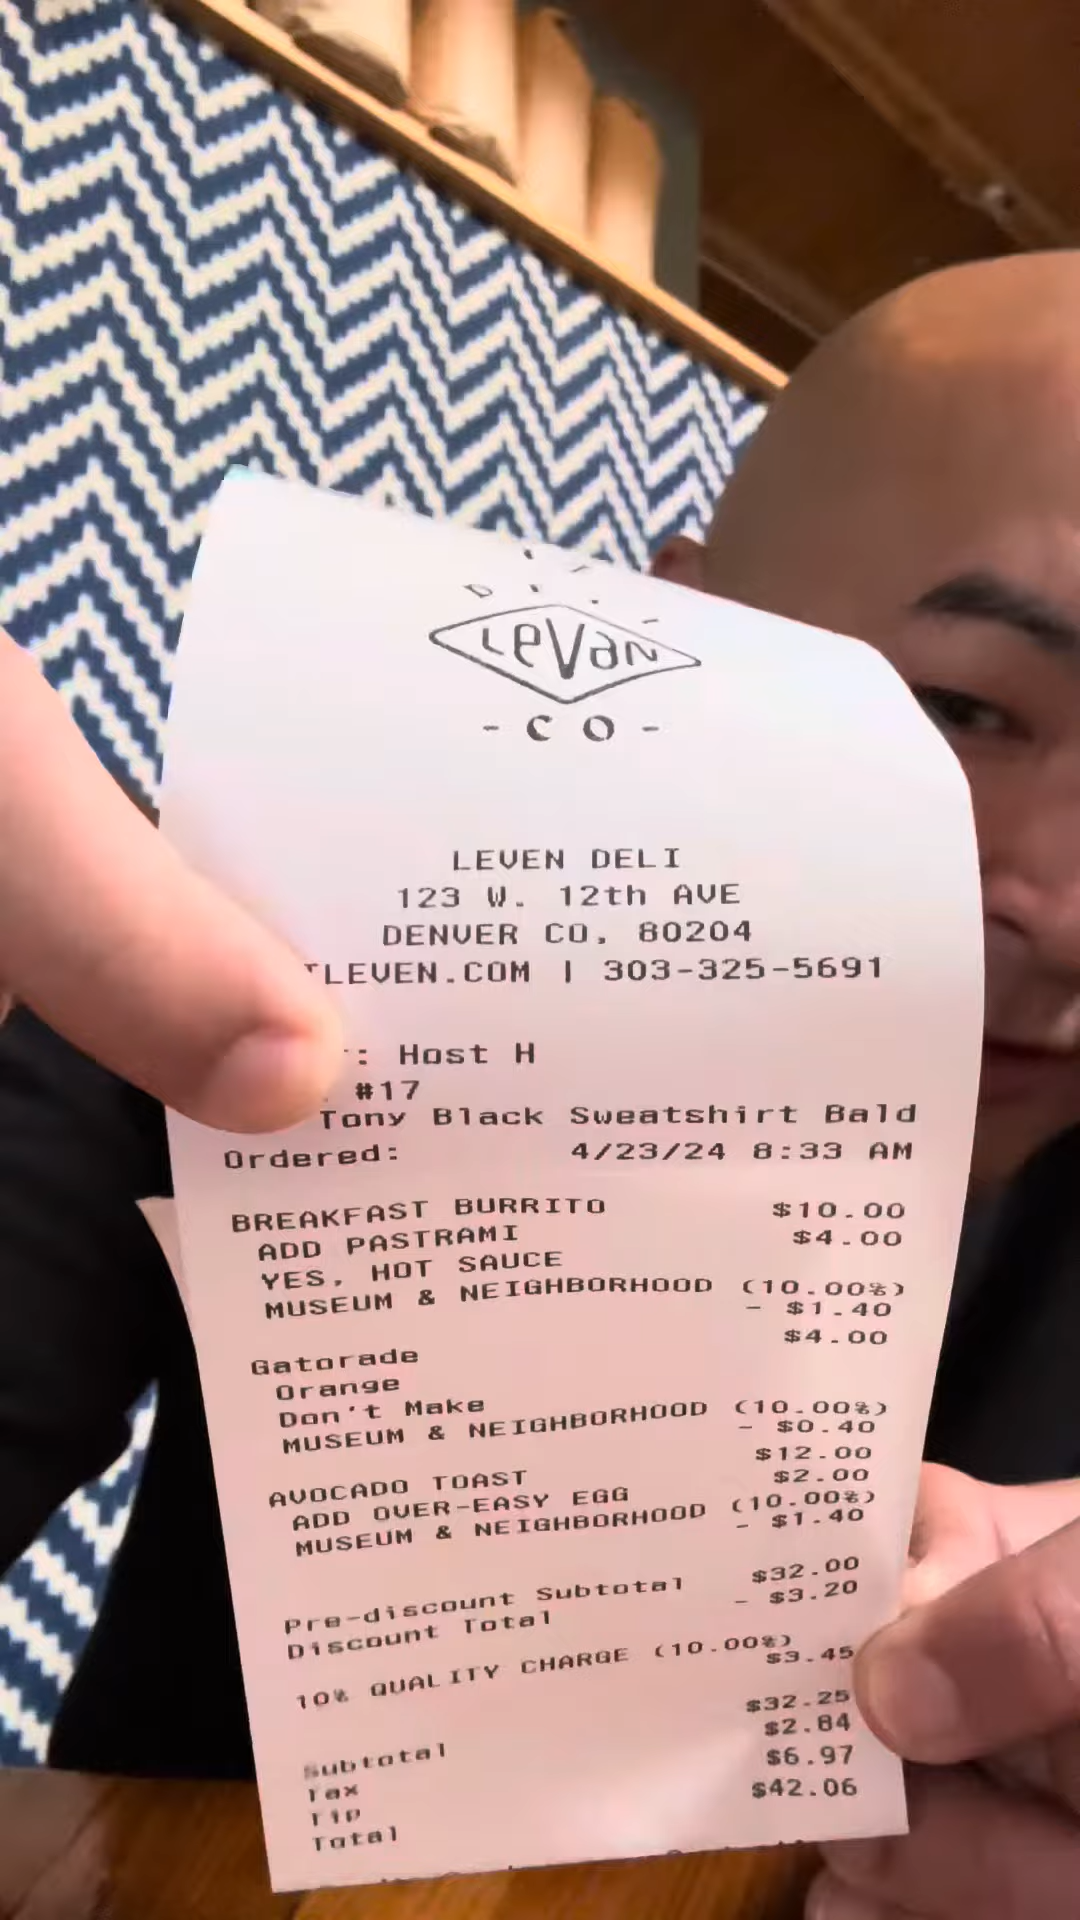 Levan
- CO -
LEVEN DELI
123 W. 12th AVE
DENVER CO, 80204
TLEVEN.COM | 303-325-5691
: Host H
#17
Tony Black Sweatshirt Bald
Ordered: 4/23/24 8:33 AM
BREAKFAST BURRITO $10.00
ADD PASTRAMI $4.00
YES, HOT SAUCE
MUSEUM & NEIGHBORHOOD (10.00%)
- $1.40
Gatorade $4.00
Orange
Don't Make
MUSEUM & NEIGHBORHOOD (10.00%)
- $0.40
AVOCADO TOAST $12.00
ADD OVER-EASY EGG $2.00
MUSEUM & NEIGHBORHOOD (10.00%)
- $1.40
Pre-discount Subtotal $32.00
Discount Total - $3.20
10% QUALITY CHARGE (10.00%)
$3.45
Subtotal $32.25
Tax $2.84
Tip $6.97
Total $42.06